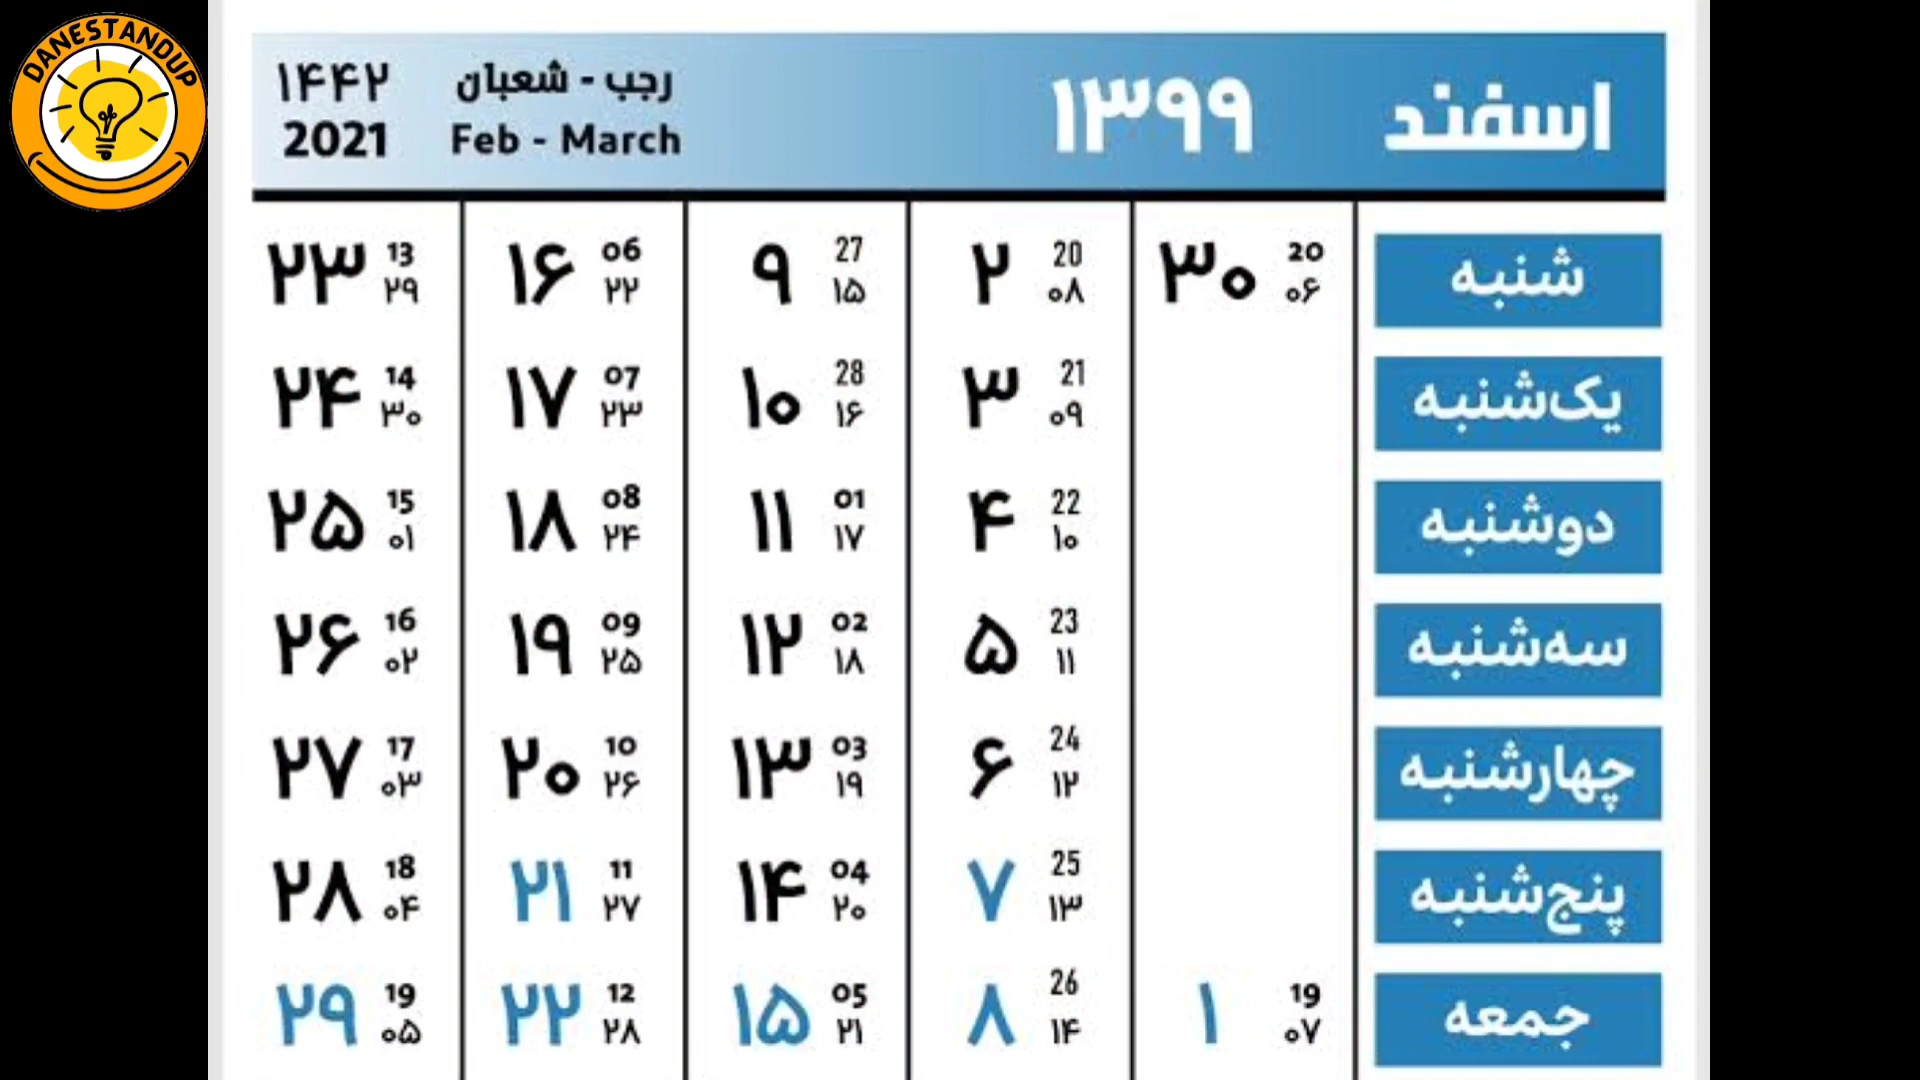 DANESTANDUP
اسفند ۱۳۹۹ رجب - شعبان ۱۴۴۲
Feb - March 2021
شنبه ۳۰ 20 ۰۶ ۲ 20 ۰۸ ۹ 27 ۱۵ ۱۶ 06 ۲۲ ۲۳ 13 ۲۹
یک‌شنبه ۳ 21 ۰۹ ۱۰ 28 ۱۶ ۱۷ 07 ۲۳ ۲۴ 14 ۳۰
دوشنبه ۴ 22 ۱۰ ۱۱ 01 ۱۷ ۱۸ 08 ۲۴ ۲۵ 15 ۰۱
سه‌شنبه ۵ 23 ۱۱ ۱۲ 02 ۱۸ ۱۹ 09 ۲۵ ۲۶ 16 ۰۲
چهارشنبه ۶ 24 ۱۲ ۱۳ 03 ۱۹ ۲۰ 10 ۲۶ ۲۷ 17 ۰۳
پنج‌شنبه ۷ 25 ۱۳ ۱۴ 04 ۲۰ ۲۱ 11 ۲۷ ۲۸ 18 ۰۴
جمعه ۱ 19 ۰۷ ۸ 26 ۱۴ ۱۵ 05 ۲۱ ۲۲ 12 ۲۸ ۲۹ 19 ۰۵